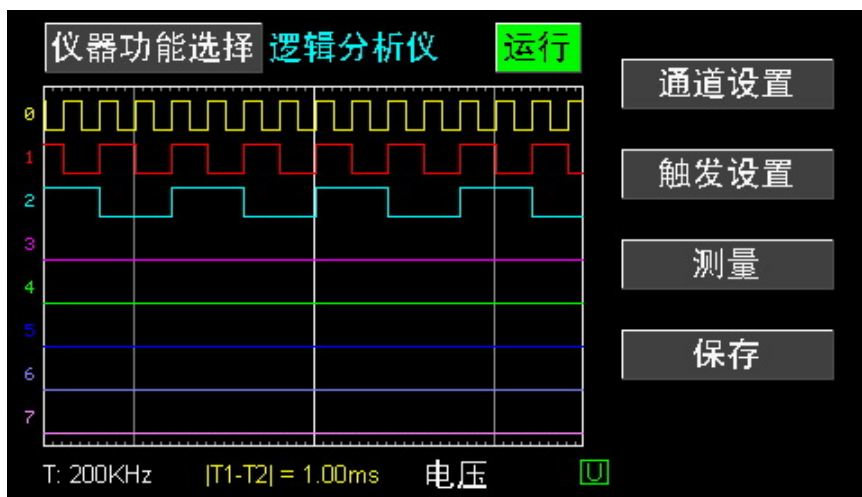 仪器功能选择 逻辑分析仪 运行
通道设置
触发设置
测量
保存
0
1
2
3
4
5
6
7
T: 200KHz |T1-T2| = 1.00ms 电压 U